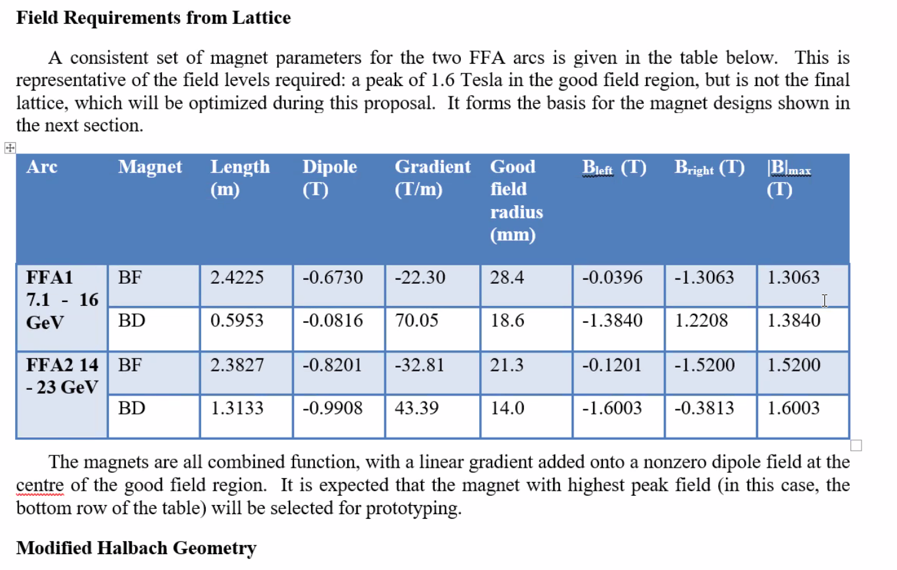 Field Requirements from Lattice
A consistent set of magnet parameters for the two FFA arcs is given in the table below. This is
representative of the field levels required: a peak of 1.6 Tesla in the good field region, but is not the final
lattice, which will be optimized during this proposal. It forms the basis for the magnet designs shown in
the next section.
Arc Magnet Length (m) Dipole (T) Gradient (T/m) Good field radius (mm) Bleft (T) Bright (T) |B|max (T)
FFA1 7.1 - 16 GeV BF 2.4225 -0.6730 -22.30 28.4 -0.0396 -1.3063 1.3063
BD 0.5953 -0.0816 70.05 18.6 -1.3840 1.2208 1.3840
FFA2 14 - 23 GeV BF 2.3827 -0.8201 -32.81 21.3 -0.1201 -1.5200 1.5200
BD 1.3133 -0.9908 43.39 14.0 -1.6003 -0.3813 1.6003
The magnets are all combined function, with a linear gradient added onto a nonzero dipole field at the
centre of the good field region. It is expected that the magnet with highest peak field (in this case, the
bottom row of the table) will be selected for prototyping.
Modified Halbach Geometry